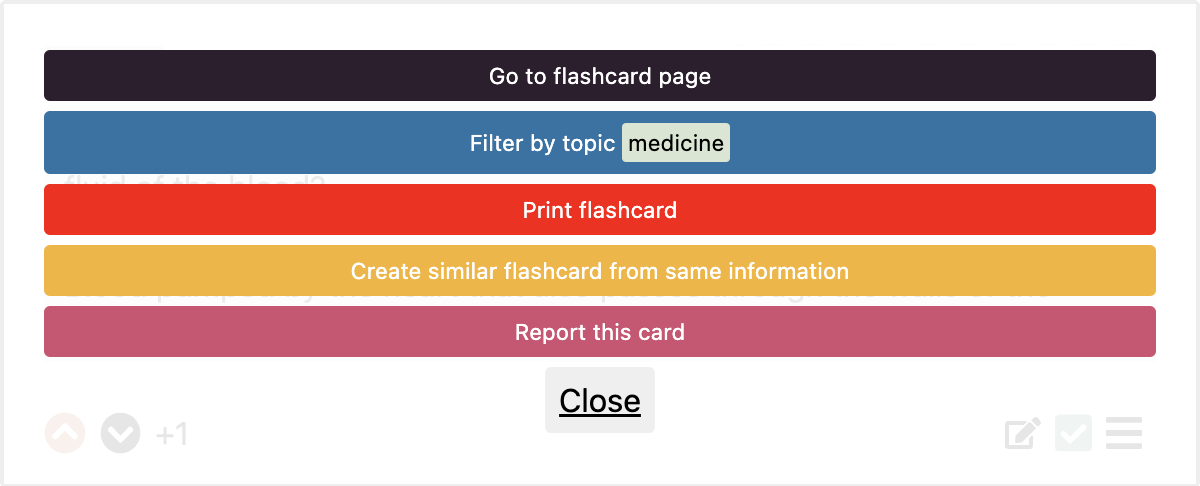 Go to flashcard page
Filter by topic medicine
fluid of the blood?
Print flashcard
Create similar flashcard from same information
Report this card
Close
+1